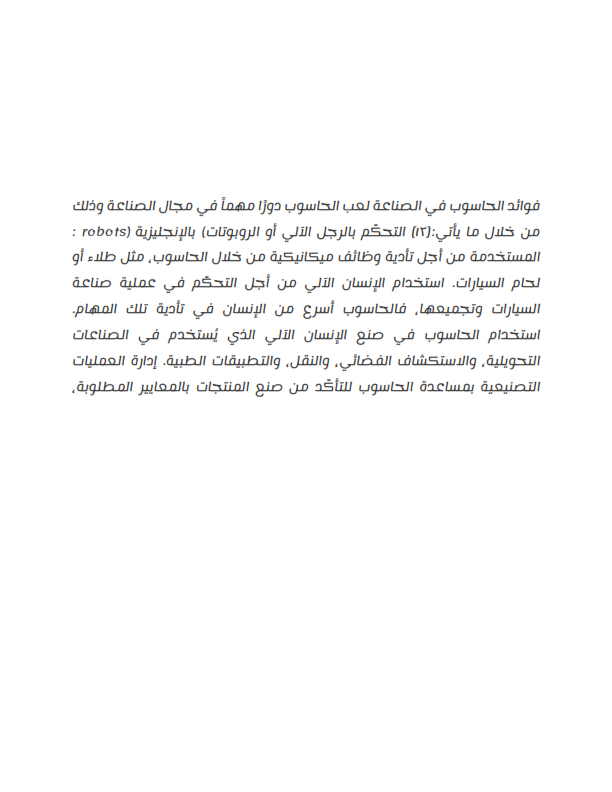 فوائد الحاسوب في الصناعة لعب الحاسوب دورًا مهماً في مجال الصناعة وذلك
من خلال ما يأتي:[١٢] التحكّم بالرجل الآلي أو الروبوتات) بالإنجليزية (robots :
المستخدمة من أجل تأدية وظائف ميكانيكية من خلال الحاسوب، مثل طلاء أو
لحام السيارات. استخدام الإنسان الآلي من أجل التحكّم في عملية صناعة
السيارات وتجميعها، فالحاسوب أسرع من الإنسان في تأدية تلك المهام.
استخدام الحاسوب في صنع الإنسان الآلي الذي يُستخدم في الصناعات
التحويلية، والاستكشاف الفضائي، والنقل، والتطبيقات الطبية. إدارة العمليات
التصنيعية بمساعدة الحاسوب للتأكّد من صنع المنتجات بالمعايير المطلوبة،